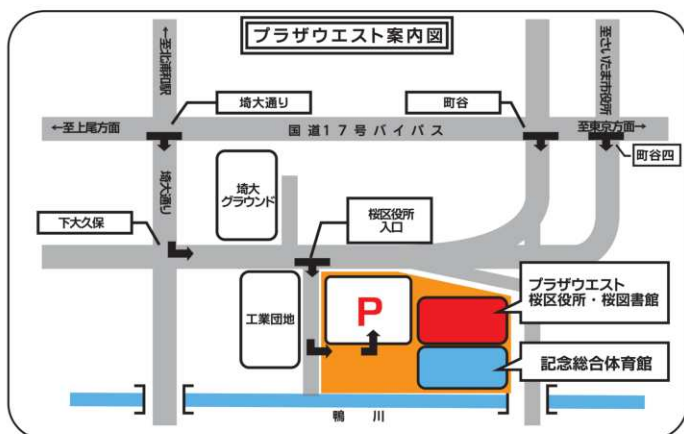 プラザウエスト案内図
←至北浦和駅
至さいたま市役所
埼大通り
町谷
←至上尾方面
国道17号バイパス
至東京方面→
町谷四
埼大通り
埼大
グラウンド
下大久保
桜区役所
入口
工業団地
P
プラザウエスト
桜区役所・桜図書館
記念総合体育館
鴨川